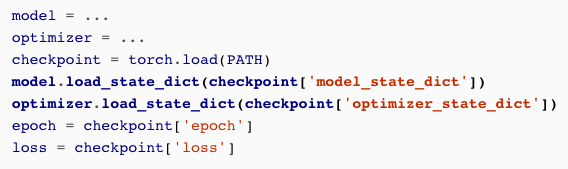 model = ...
optimizer = ...
checkpoint = torch.load(PATH)
model.load_state_dict(checkpoint['model_state_dict'])
optimizer.load_state_dict(checkpoint['optimizer_state_dict'])
epoch = checkpoint['epoch']
loss = checkpoint['loss']